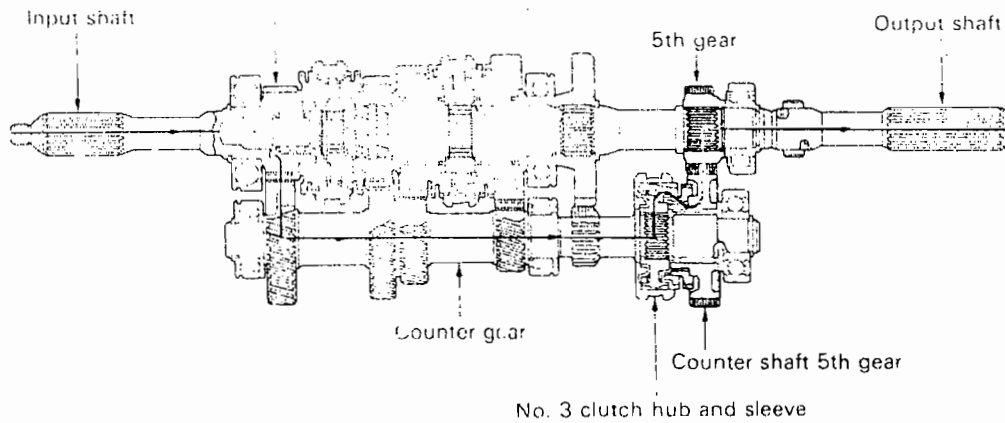 Input shaft
Output shaft
5th gear
Counter gear
Counter shaft 5th gear
No. 3 clutch hub and sleeve